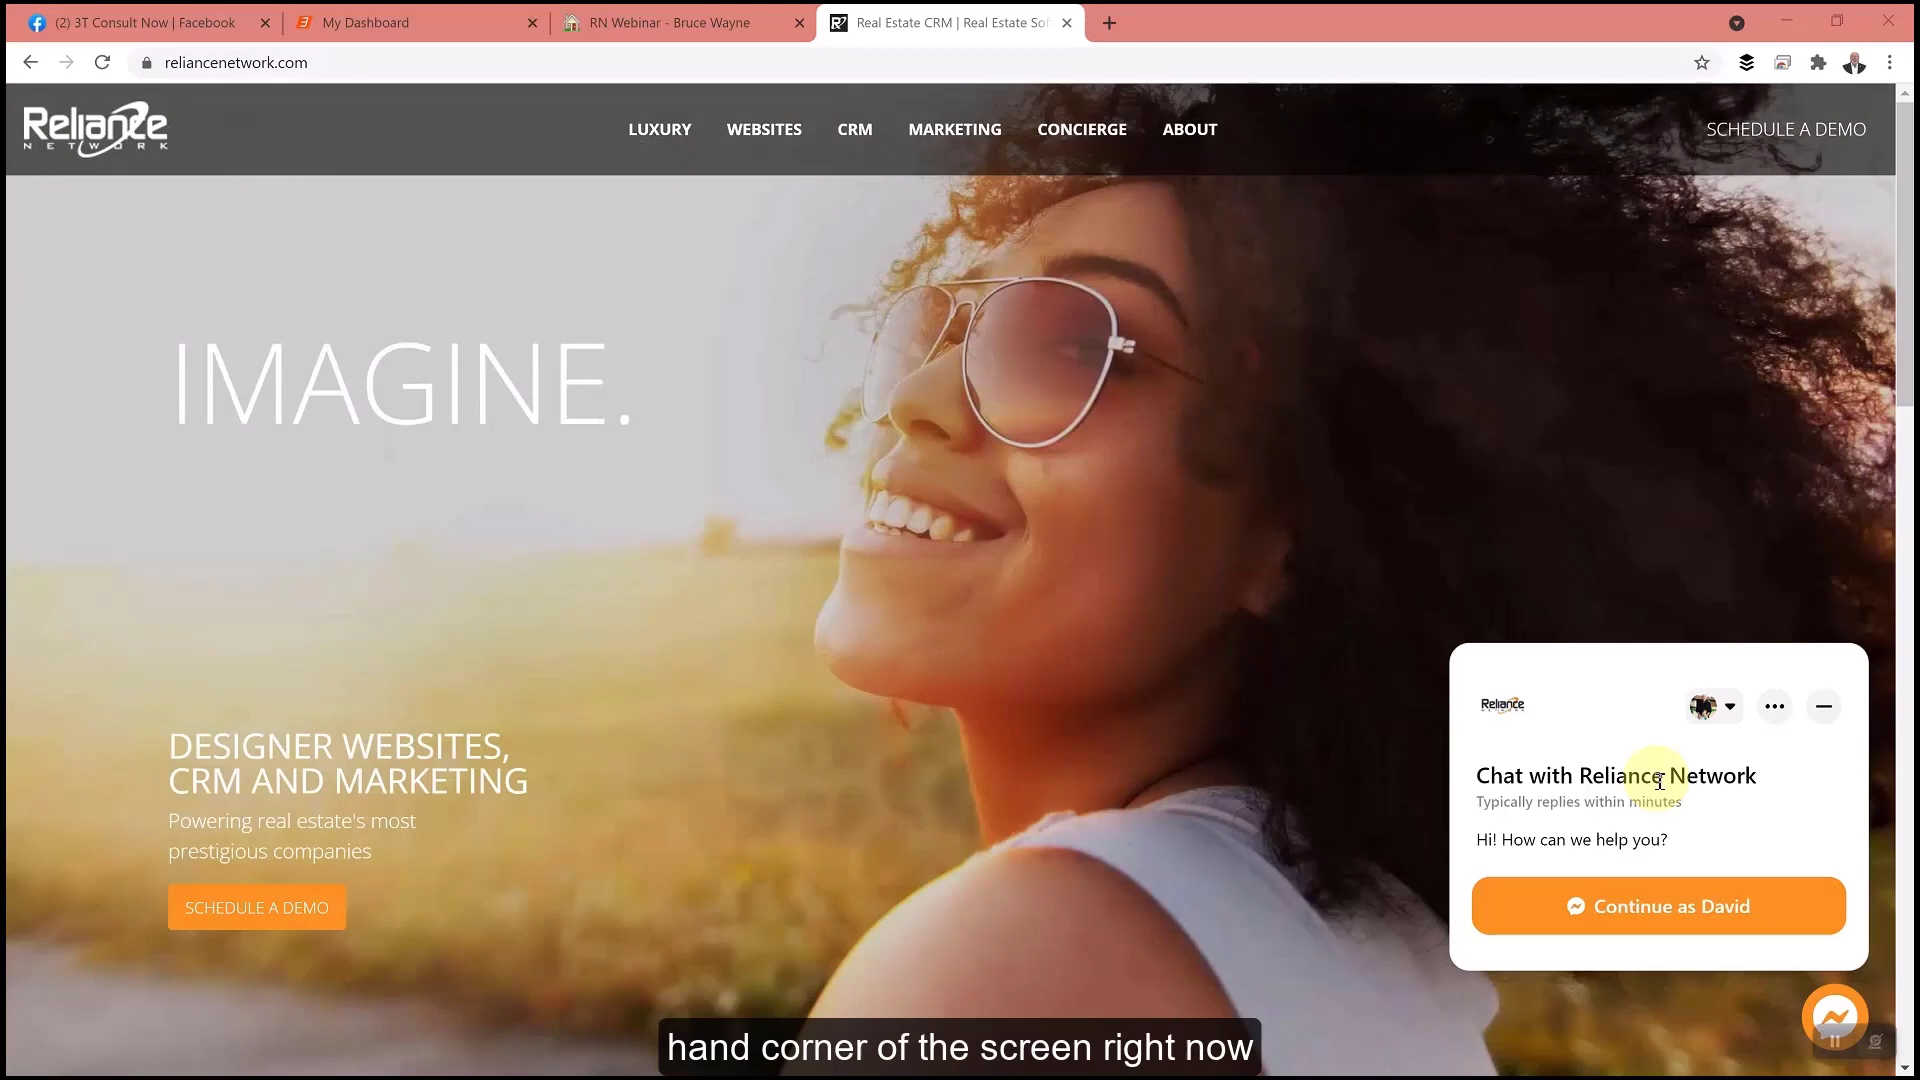 (2) 3T Consult Now | Facebook
My Dashboard
RN Webinar - Bruce Wayne
Real Estate CRM | Real Estate Sof
reliancenetwork.com
Reliance
NETWORK
LUXURY
WEBSITES
CRM
MARKETING
CONCIERGE
ABOUT
SCHEDULE A DEMO
IMAGINE.
DESIGNER WEBSITES,
CRM AND MARKETING
Powering real estate's most
prestigious companies
SCHEDULE A DEMO
Reliance
Chat with Reliance Network
Typically replies within minutes
Hi! How can we help you?
Continue as David
hand corner of the screen right now